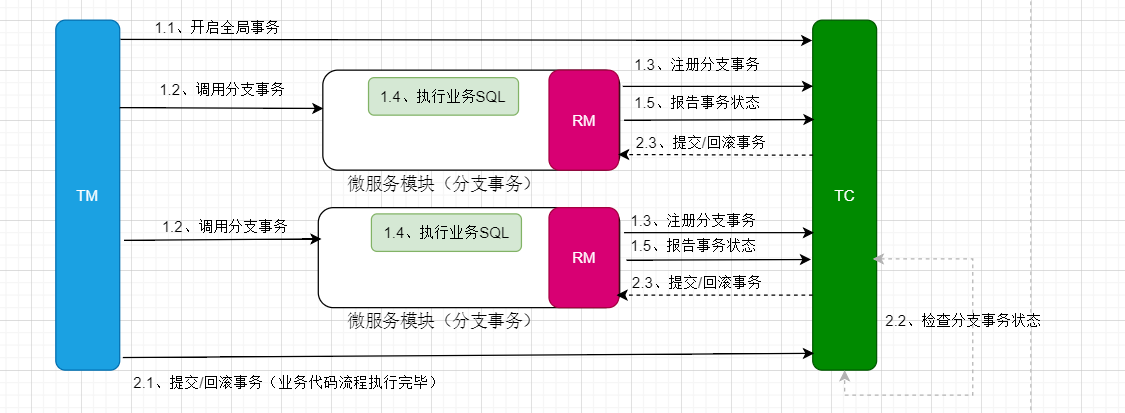 1.1、开启全局事务
1.2、调用分支事务
1.4、执行业务SQL
RM
1.3、注册分支事务
1.5、报告事务状态
2.3、提交/回滚事务
微服务模块（分支事务）
TM
TC
1.2、调用分支事务
1.4、执行业务SQL
RM
1.3、注册分支事务
1.5、报告事务状态
2.3、提交/回滚事务
微服务模块（分支事务）
2.2、检查分支事务状态
2.1、提交/回滚事务（业务代码流程执行完毕）